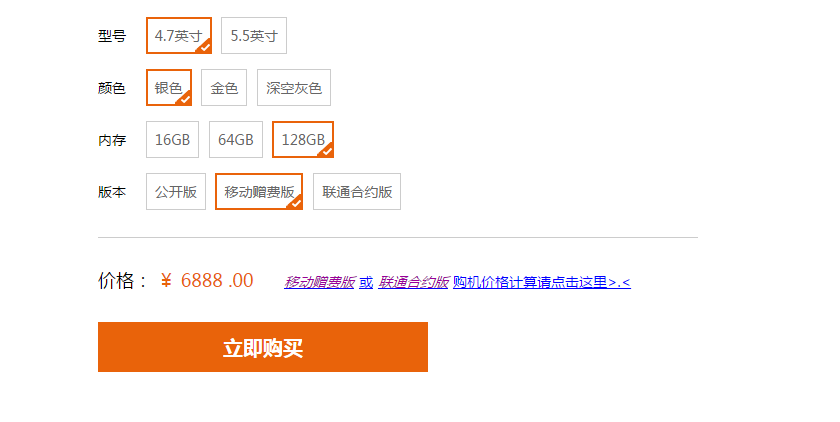 型号 4.7英寸 5.5英寸
颜色 银色 金色 深空灰色
内存 16GB 64GB 128GB
版本 公开版 移动赠费版 联通合约版
价格： ¥ 6888 .00 移动赠费版 或 联通合约版 购机价格计算请点击这里>.<
立即购买